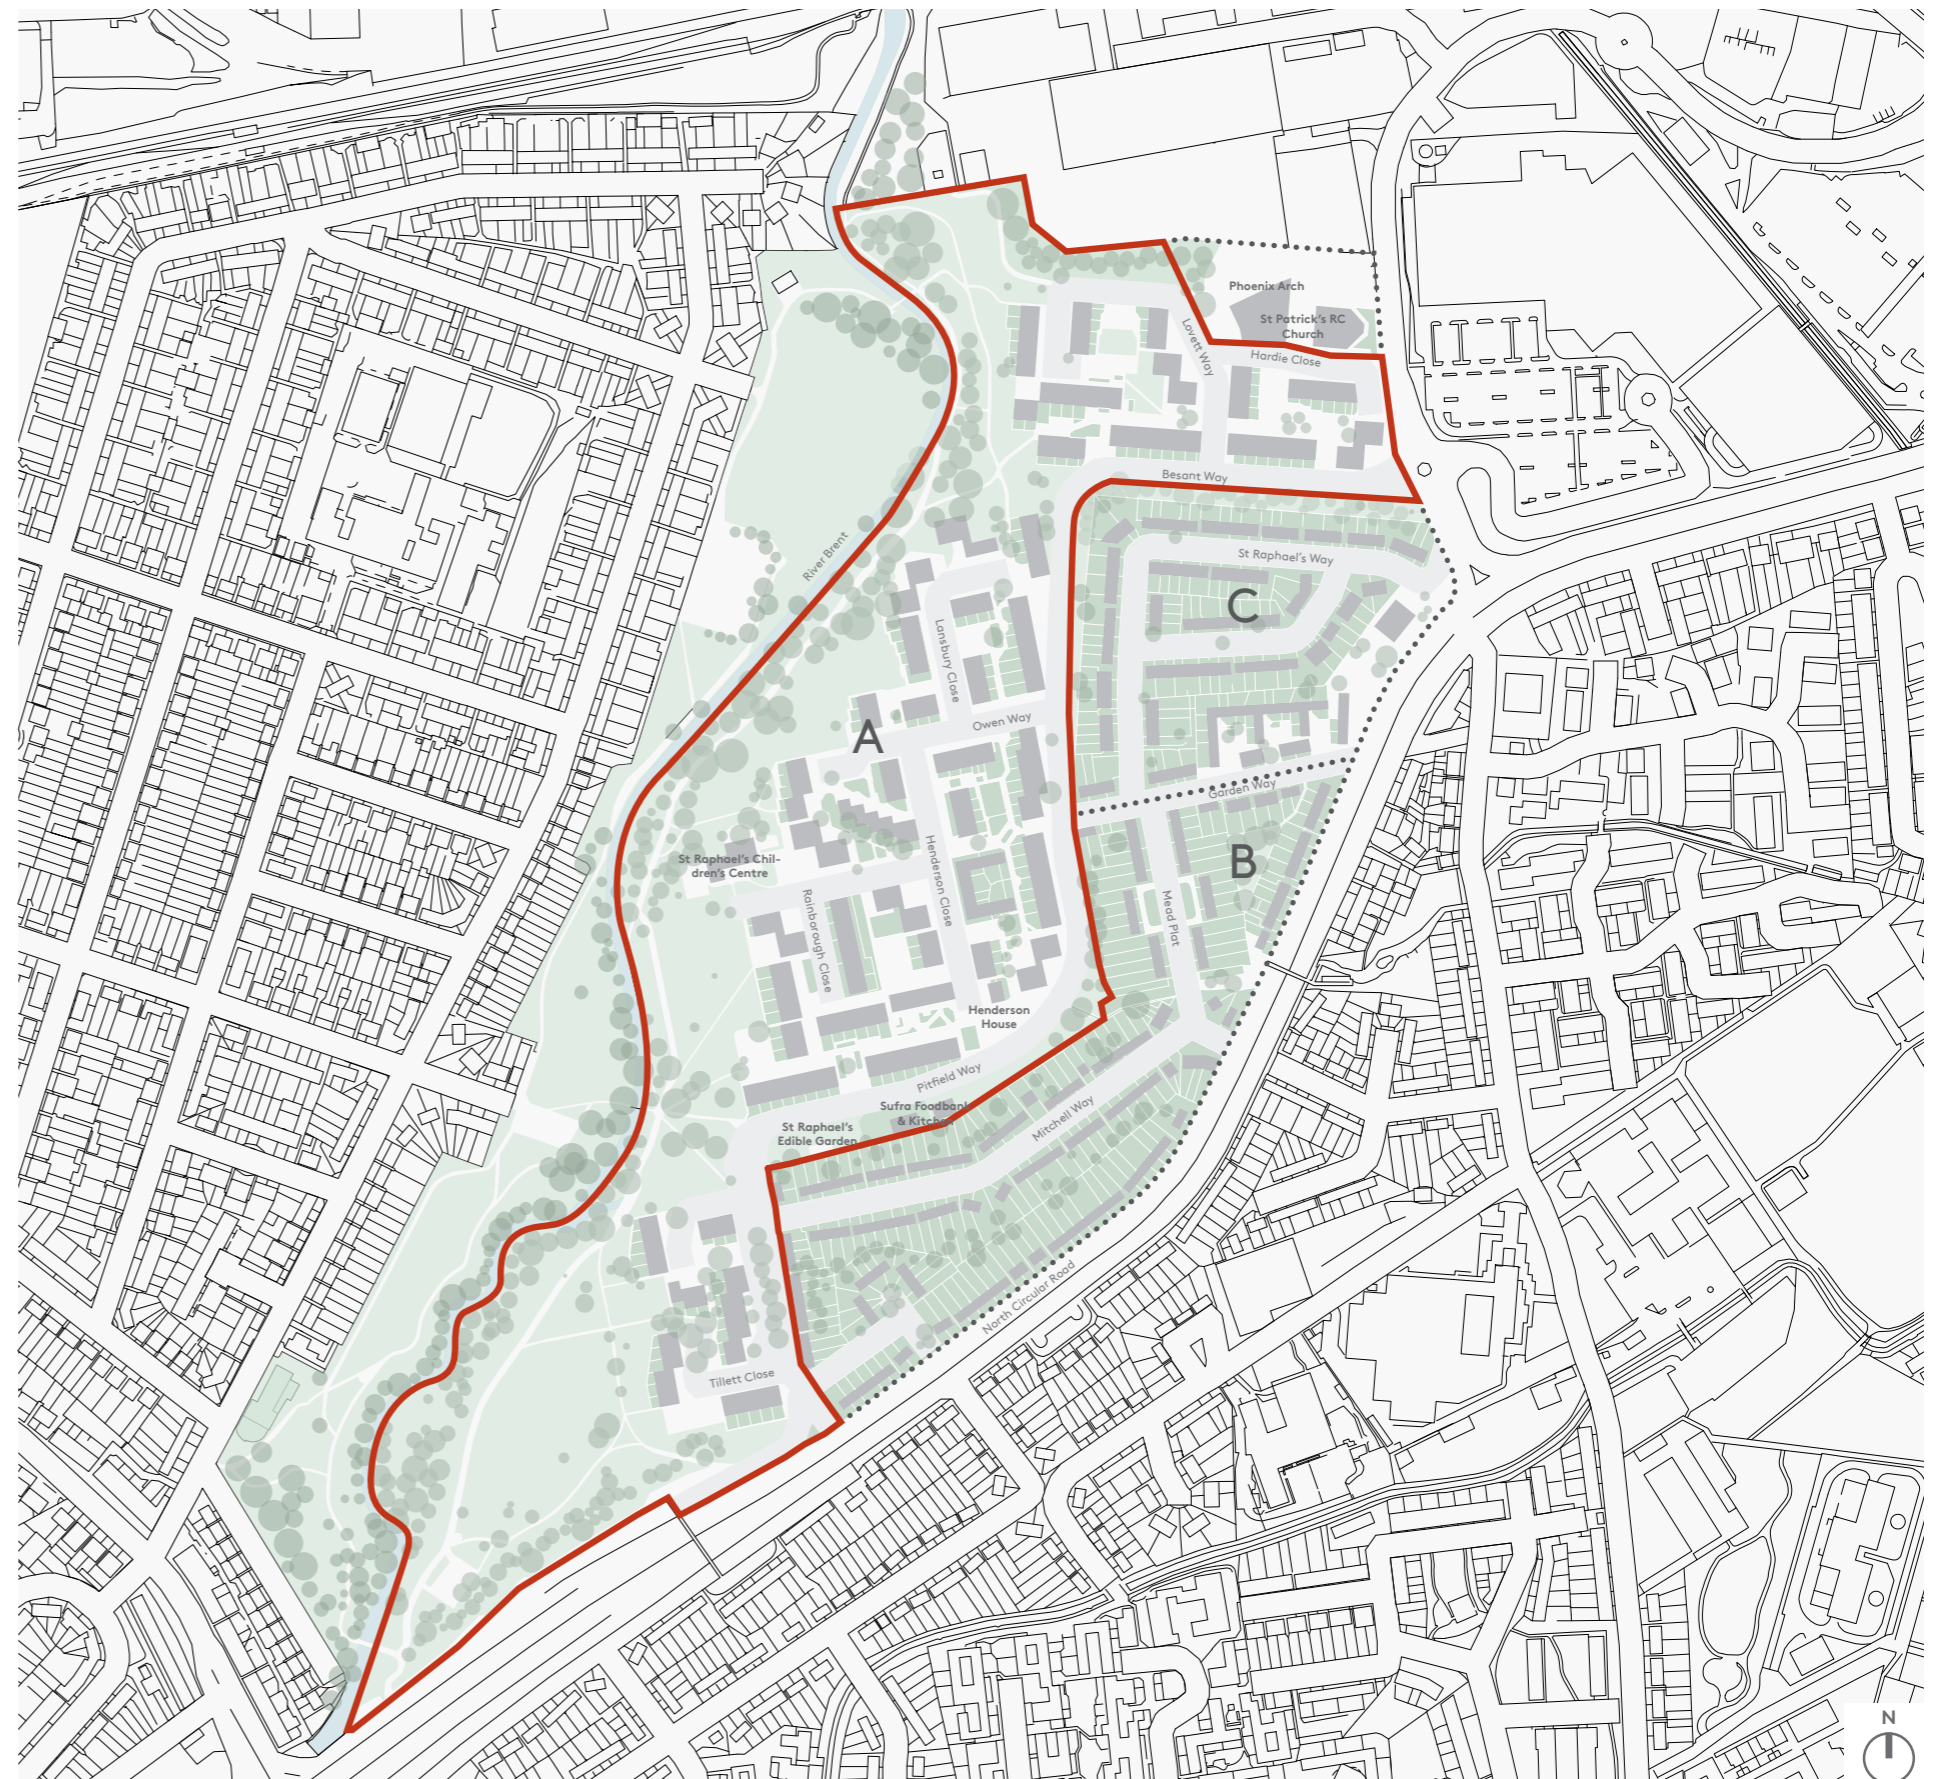 Phoenix Arch
St Patrick's RC
Church
Lovett Way
Hardie Close
Besant Way
River Brent
St Raphael's Way
C
Lansbury Close
Owen Way
A
Garden Way
B
St Raphael's Chil-
dren's Centre
Henderson Close
Rainborough Close
Mead Plat
Henderson
House
Pitfield Way
Sufra Foodbank
& Kitchen
Mitchell Way
St Raphael's
Edible Garden
North Circular Road
Tillett Close
N